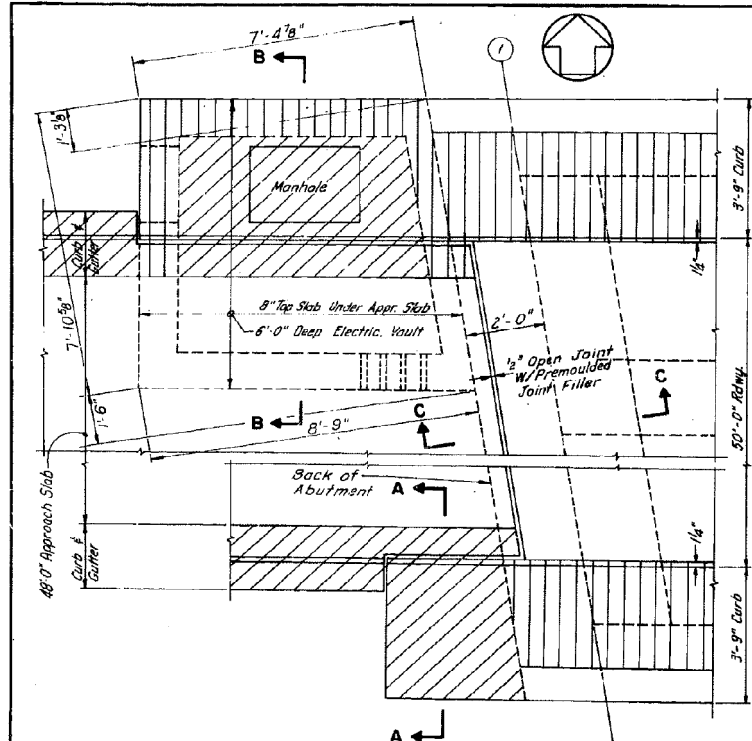 7'-4 7/8"
B
1
1'-3 1/8"
Manhole
3'-9" Curb
Curb &
Gutter
1/4"
7'-10 5/8"
8" Top Slab Under Appr. Slab
6'-0" Deep Electric. Vault
2'-0"
1/2" Open Joint
W/Premoulded
Joint Filler
C
C
50'-0" Rdwy.
1'-6"
B
8'-9"
Back of
Abutment
A
48'-0" Approach Slab
Curb &
Gutter
1/4"
3'-9" Curb
A